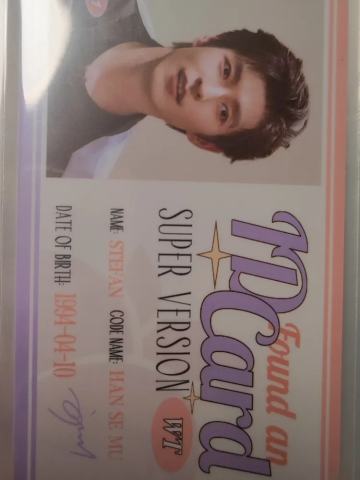 Found an
ID Card
SUPER VERSION
WT
NAME: STEFAN CODE NAME: HAN SE MU
DATE OF BIRTH: 1994-04-10